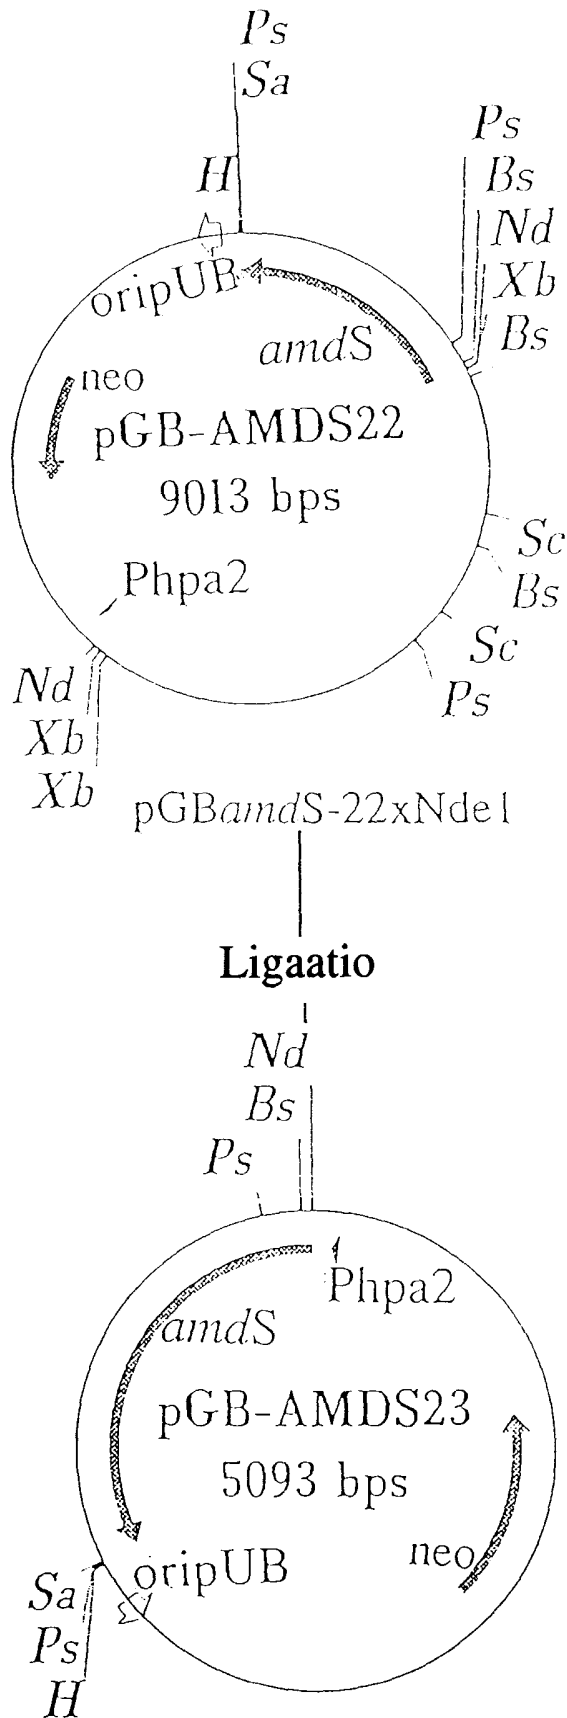 Ps
Sa
H
Ps
Bs
Nd
Xb
Bs
oripUB
amdS
neo
pGB-AMDS22
9013 bps
Phpa2
Sc
Bs
Sc
Ps
Nd
Xb
Xb
pGBamdS-22xNde1
Ligaatio
Nd
Bs
Ps
Phpa2
amdS
pGB-AMDS23
5093 bps
neo
oripUB
Sa
Ps
H